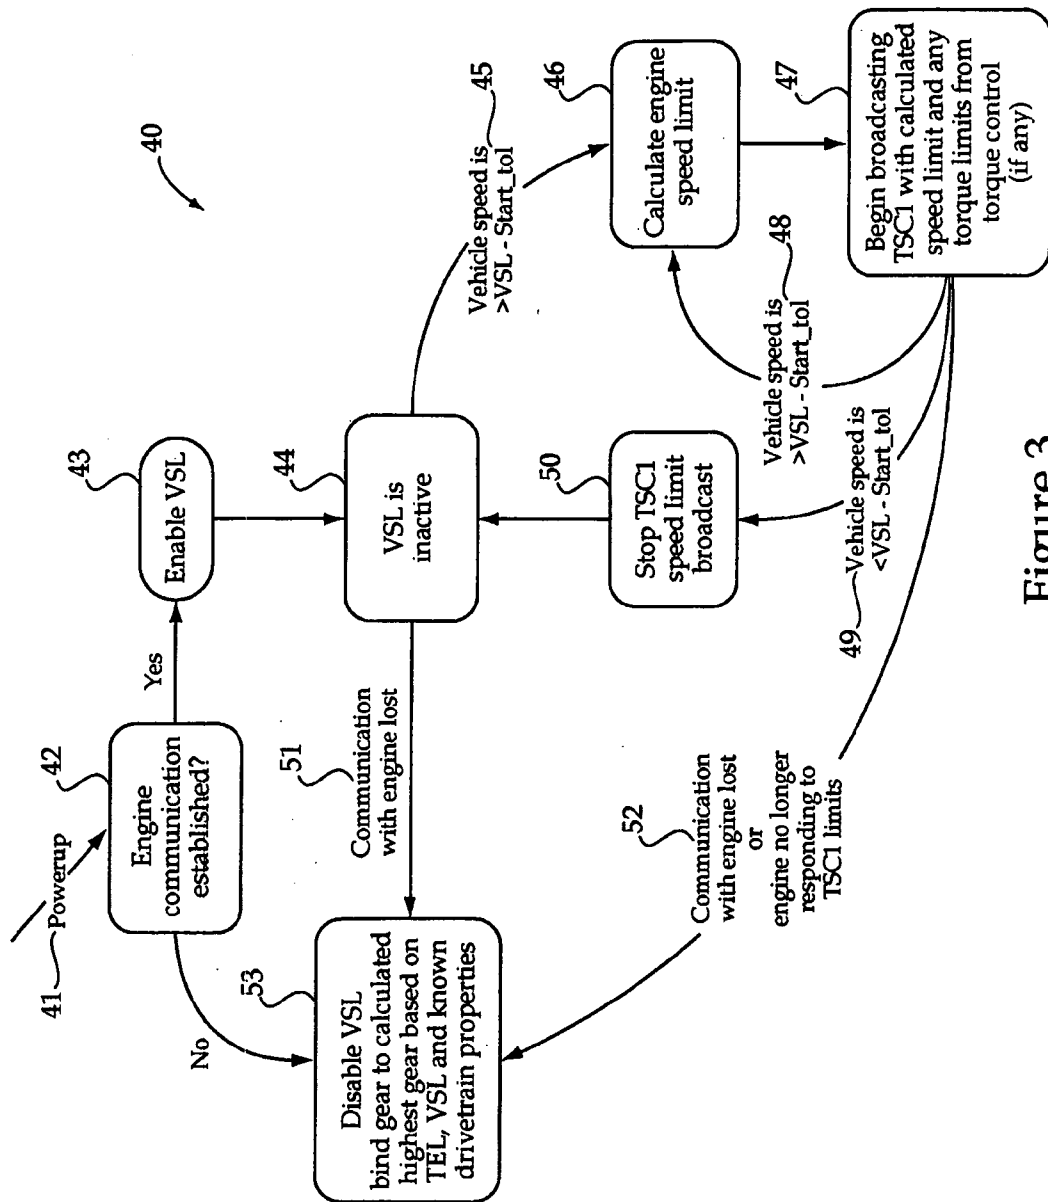 40
41
Powerup
42
Engine
communication
established?
Yes
No
43
Enable VSL
44
VSL is
inactive
45
Vehicle speed is
>VSL - Start_tol
46
Calculate engine
speed limit
47
Begin broadcasting
TSC1 with calculated
speed limit and any
torque limits from
torque control
(if any)
48
Vehicle speed is
>VSL - Start_tol
49
Vehicle speed is
<VSL - Start_tol
50
Stop TSC1
speed limit
broadcast
51
Communication
with engine lost
52
Communication
with engine lost
or
engine no longer
responding to
TSC1 limits
53
Disable VSL
bind gear to calculated
highest gear based on
TEL, VSL and known
drivetrain properties
Figure 3